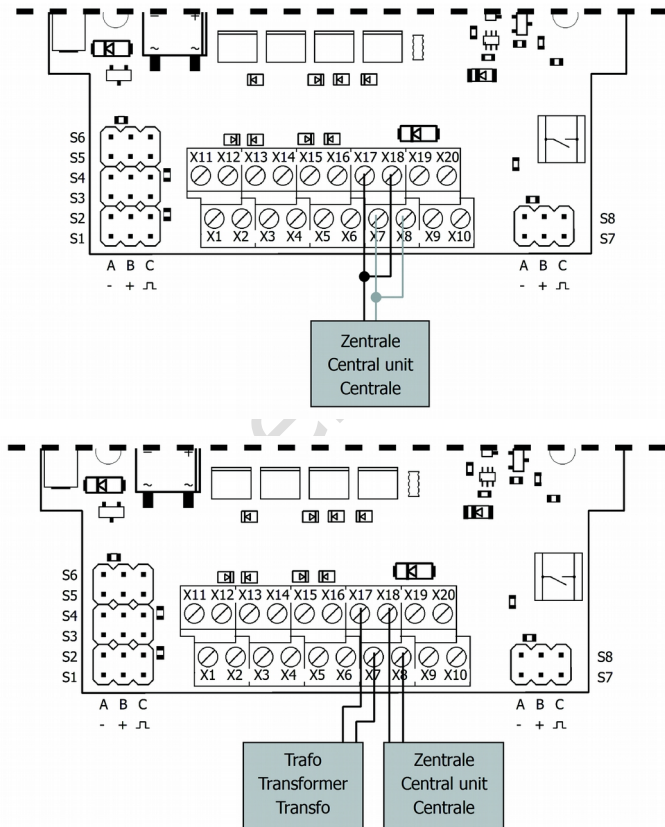 S6
S5
S4
S3
S2
S1
X11 X12 X13 X14 X15 X16 X17 X18 X19 X20
X1 X2 X3 X4 X5 X6 X7 X8 X9 X10
S8
S7
A B C
- +
A B C
- +
Zentrale
Central unit
Centrale
S6
S5
S4
S3
S2
S1
X11 X12 X13 X14 X15 X16 X17 X18 X19 X20
X1 X2 X3 X4 X5 X6 X7 X8 X9 X10
S8
S7
A B C
- +
A B C
- +
Trafo
Transformer
Transfo
Zentrale
Central unit
Centrale